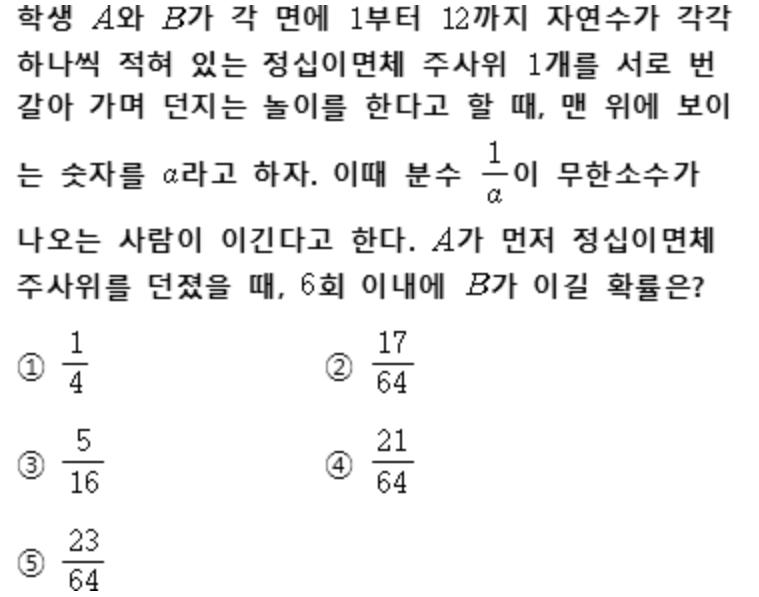 학생 A와 B가 각 면에 1부터 12까지 자연수가 각각
하나씩 적혀 있는 정십이면체 주사위 1개를 서로 번
갈아 가며 던지는 놀이를 한다고 할 때, 맨 위에 보이
는 숫자를 a라고 하자. 이때 분수 1/a이 무한소수가
나오는 사람이 이긴다고 한다. A가 먼저 정십이면체
주사위를 던졌을 때, 6회 이내에 B가 이길 확률은?
① 1/4 ② 17/64
③ 5/16 ④ 21/64
⑤ 23/64